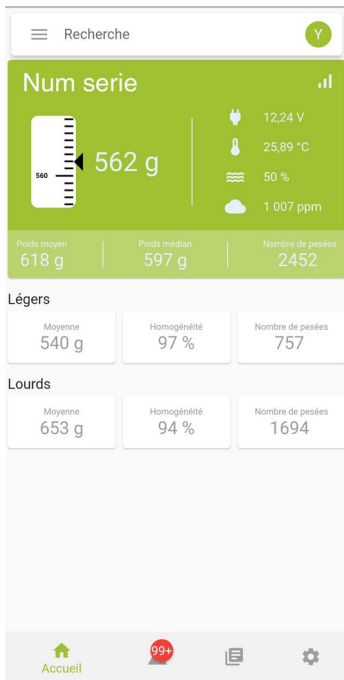 Recherche
Y
Num serie
12,24 V
25,89 °C
560
562 g
50 %
1 007 ppm
Poids moyen
Poids médian
Nombre de pesées
618 g
597 g
2452
Légers
Moyenne
Homogénéité
Nombre de pesées
540 g
97 %
757
Lourds
Moyenne
Homogénéité
Nombre de pesées
653 g
94 %
1694
99+
Accueil